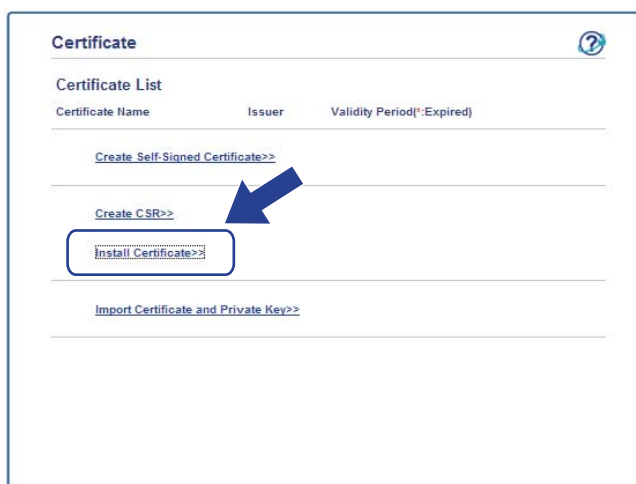 Certificate
Certificate List
Certificate Name Issuer Validity Period(*:Expired)
Create Self-Signed Certificate>>
Create CSR>>
Install Certificate>>
Import Certificate and Private Key>>